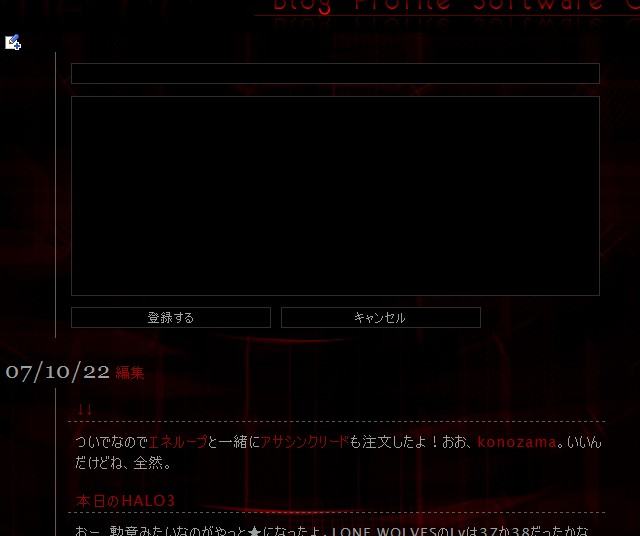 Blog Profile Software
登録する
キャンセル
07/10/22 編集
↓↓
ついでなのでエネループと一緒にアサシンクリードも注文したよ！おお、konozama。いいん
だけどね、全然。
本日のHALO3
おー、勲章みたいなのがやっと★になったよ。LONE WOLVESのLvは37か38だったかな